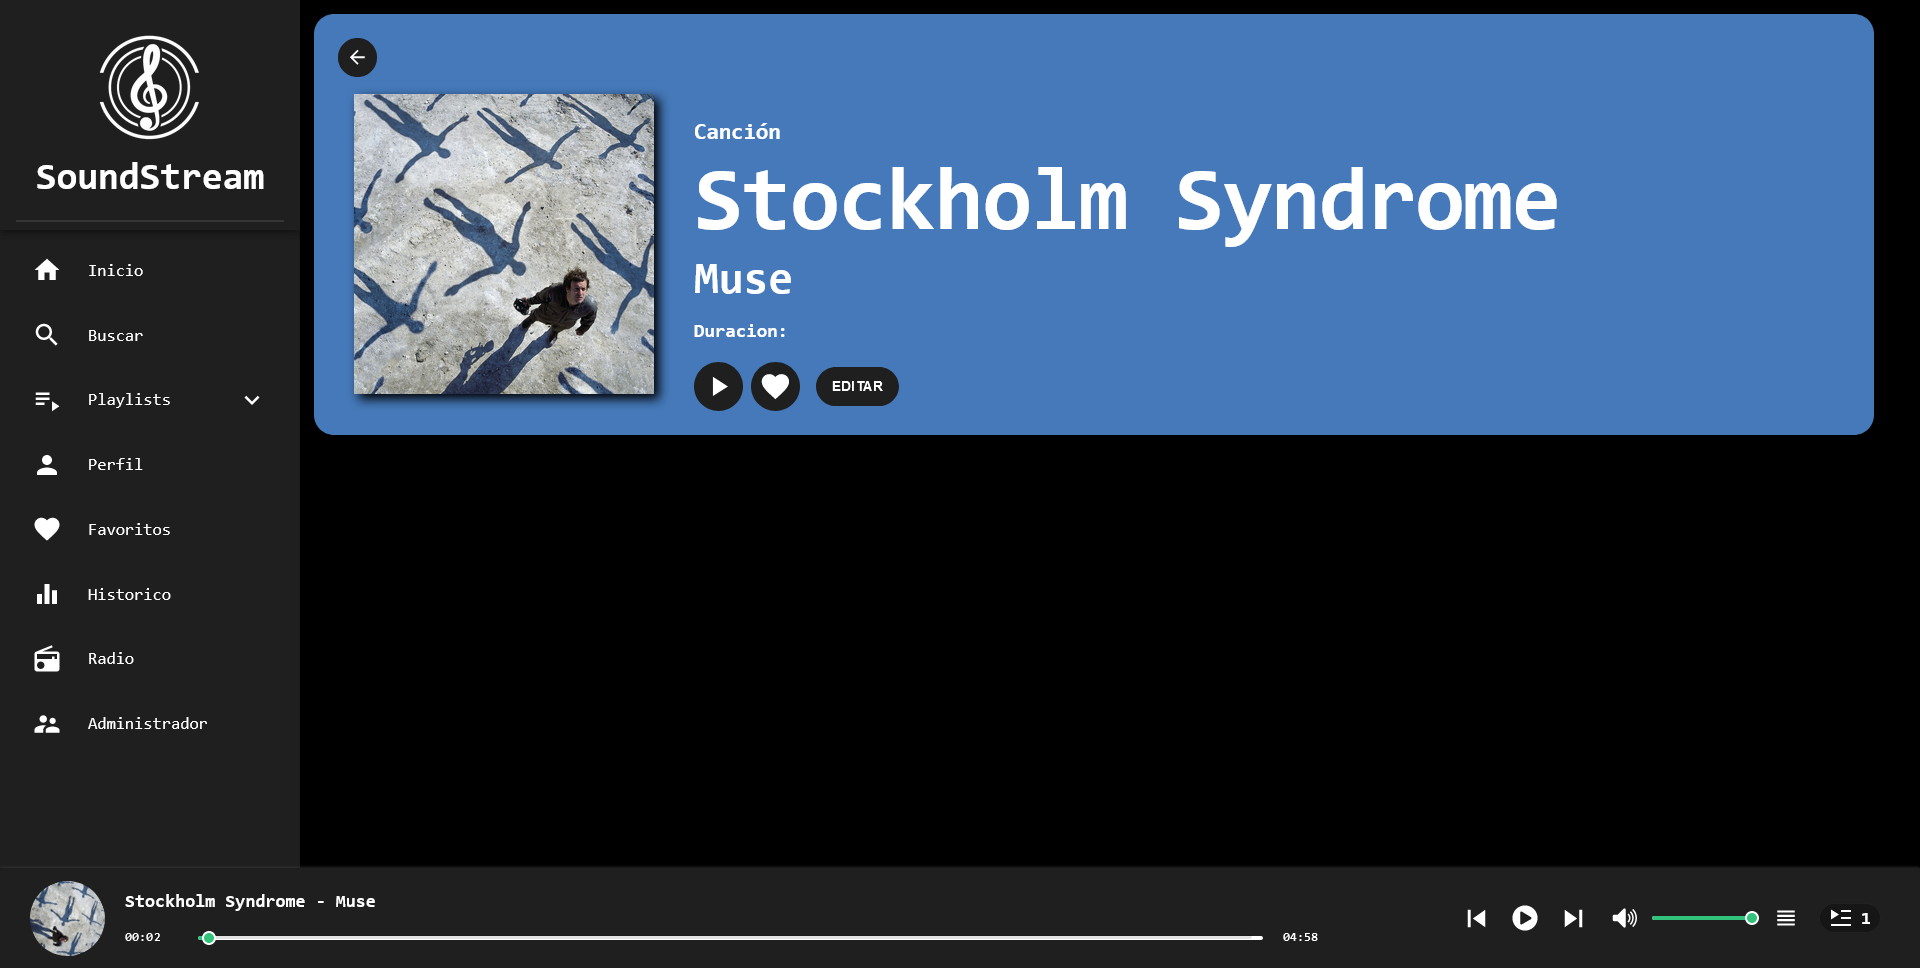 SoundStream
Inicio
Buscar
Playlists
Perfil
Favoritos
Historico
Radio
Administrador
Canción
Stockholm Syndrome
Muse
Duracion:
EDITAR
Stockholm Syndrome - Muse
00:02
04:58
1